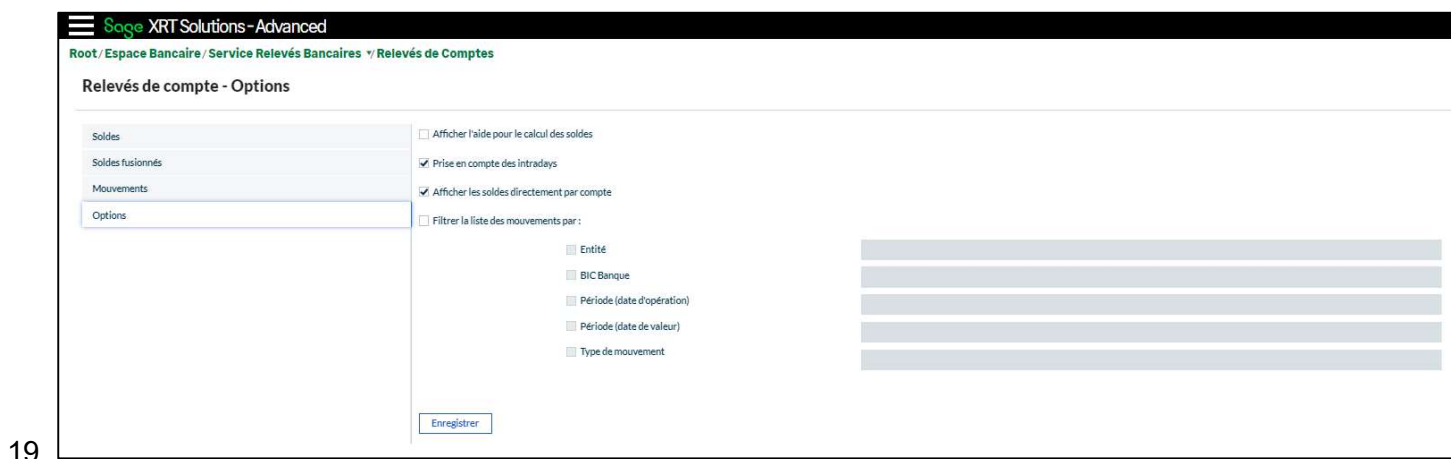 Sage XRT Solutions - Advanced
Root / Espace Bancaire / Service Relevés Bancaires / Relevés de Comptes
Relevés de compte - Options
Soldes
Soldes fusionnés
Mouvements
Options
Afficher l'aide pour le calcul des soldes
Prise en compte des intradays
Afficher les soldes directement par compte
Filtrer la liste des mouvements par :
Entité
BIC Banque
Période (date d'opération)
Période (date de valeur)
Type de mouvement
Enregistrer
19